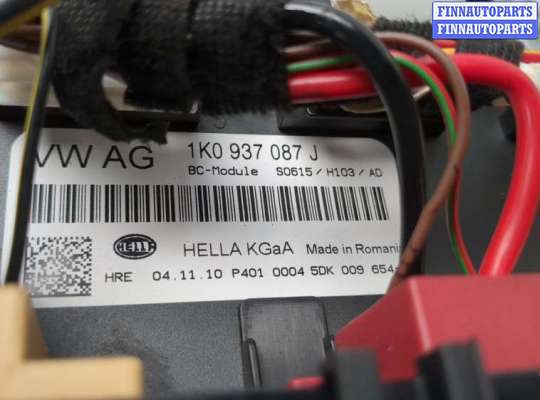 FINNAUTOPARTS
FINNAUTOPARTS
VW AG 1K0 937 087 J
BC-Module S0615 / H103 / AD
HELLA HELLA KGaA Made in Romani
HRE 04.11.10 P401 0004 5DK 009 654